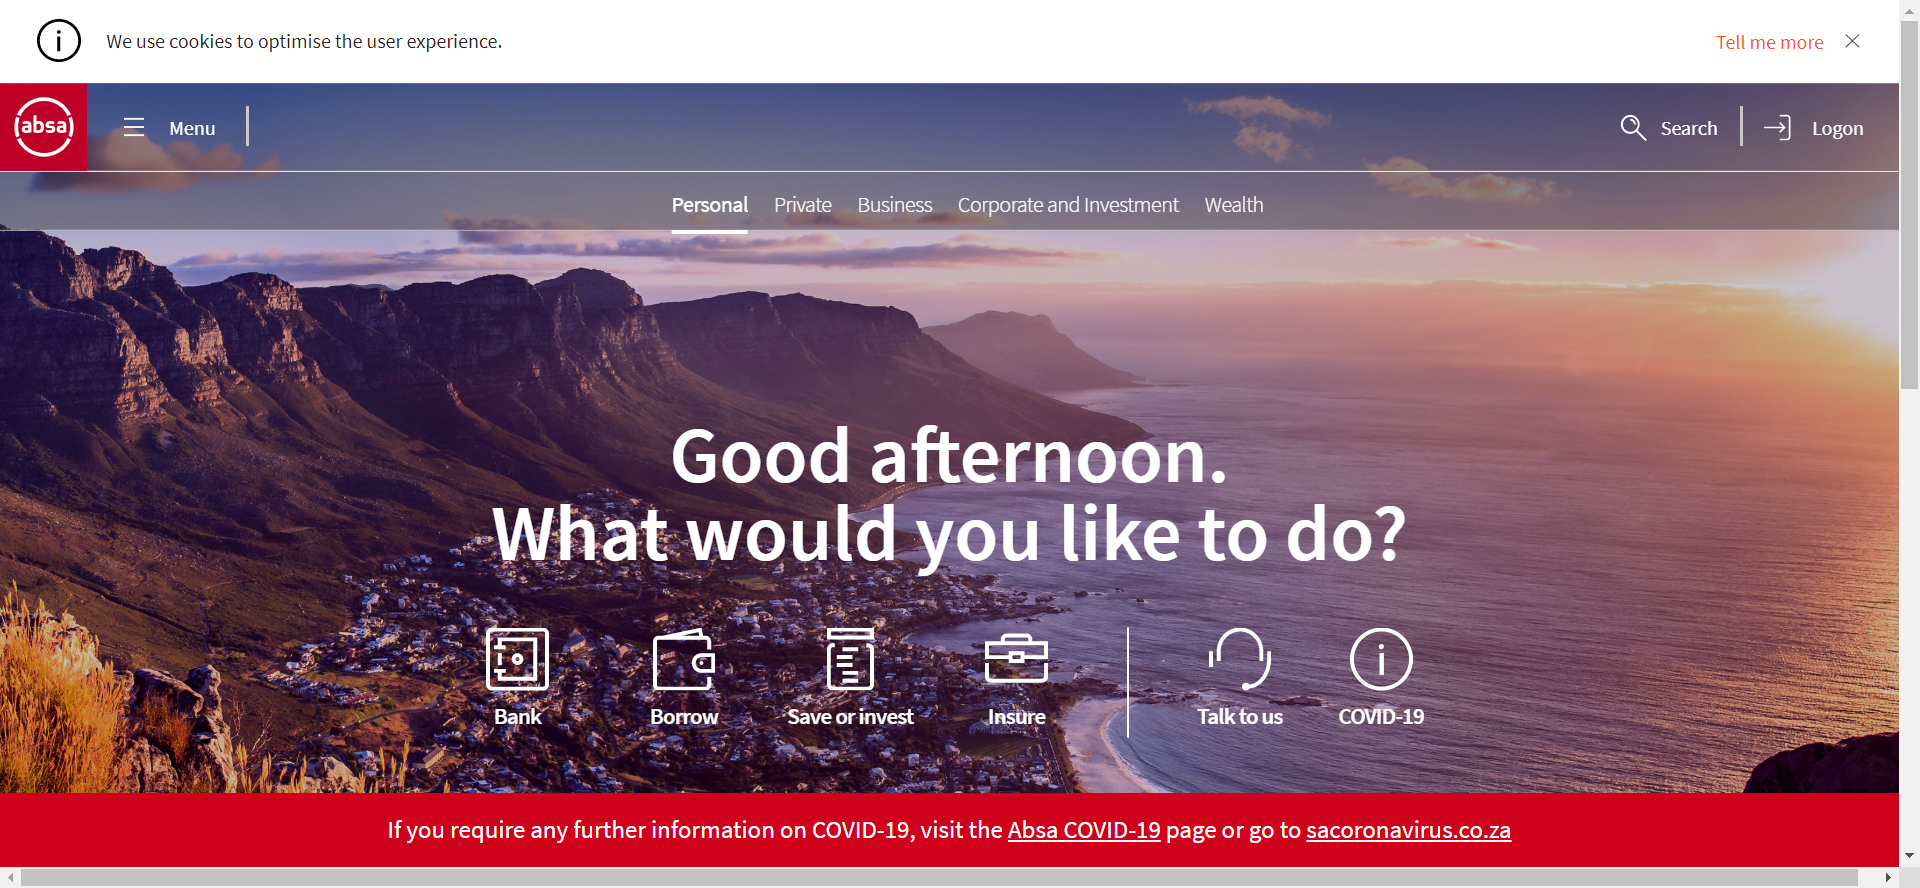 We use cookies to optimise the user experience.
Tell me more
absa
Menu
Search
Logon
Personal
Private
Business
Corporate and Investment
Wealth
Good afternoon.
What would you like to do?
Bank
Borrow
Save or invest
Insure
Talk to us
COVID-19
If you require any further information on COVID-19, visit the Absa COVID-19 page or go to sacoronavirus.co.za